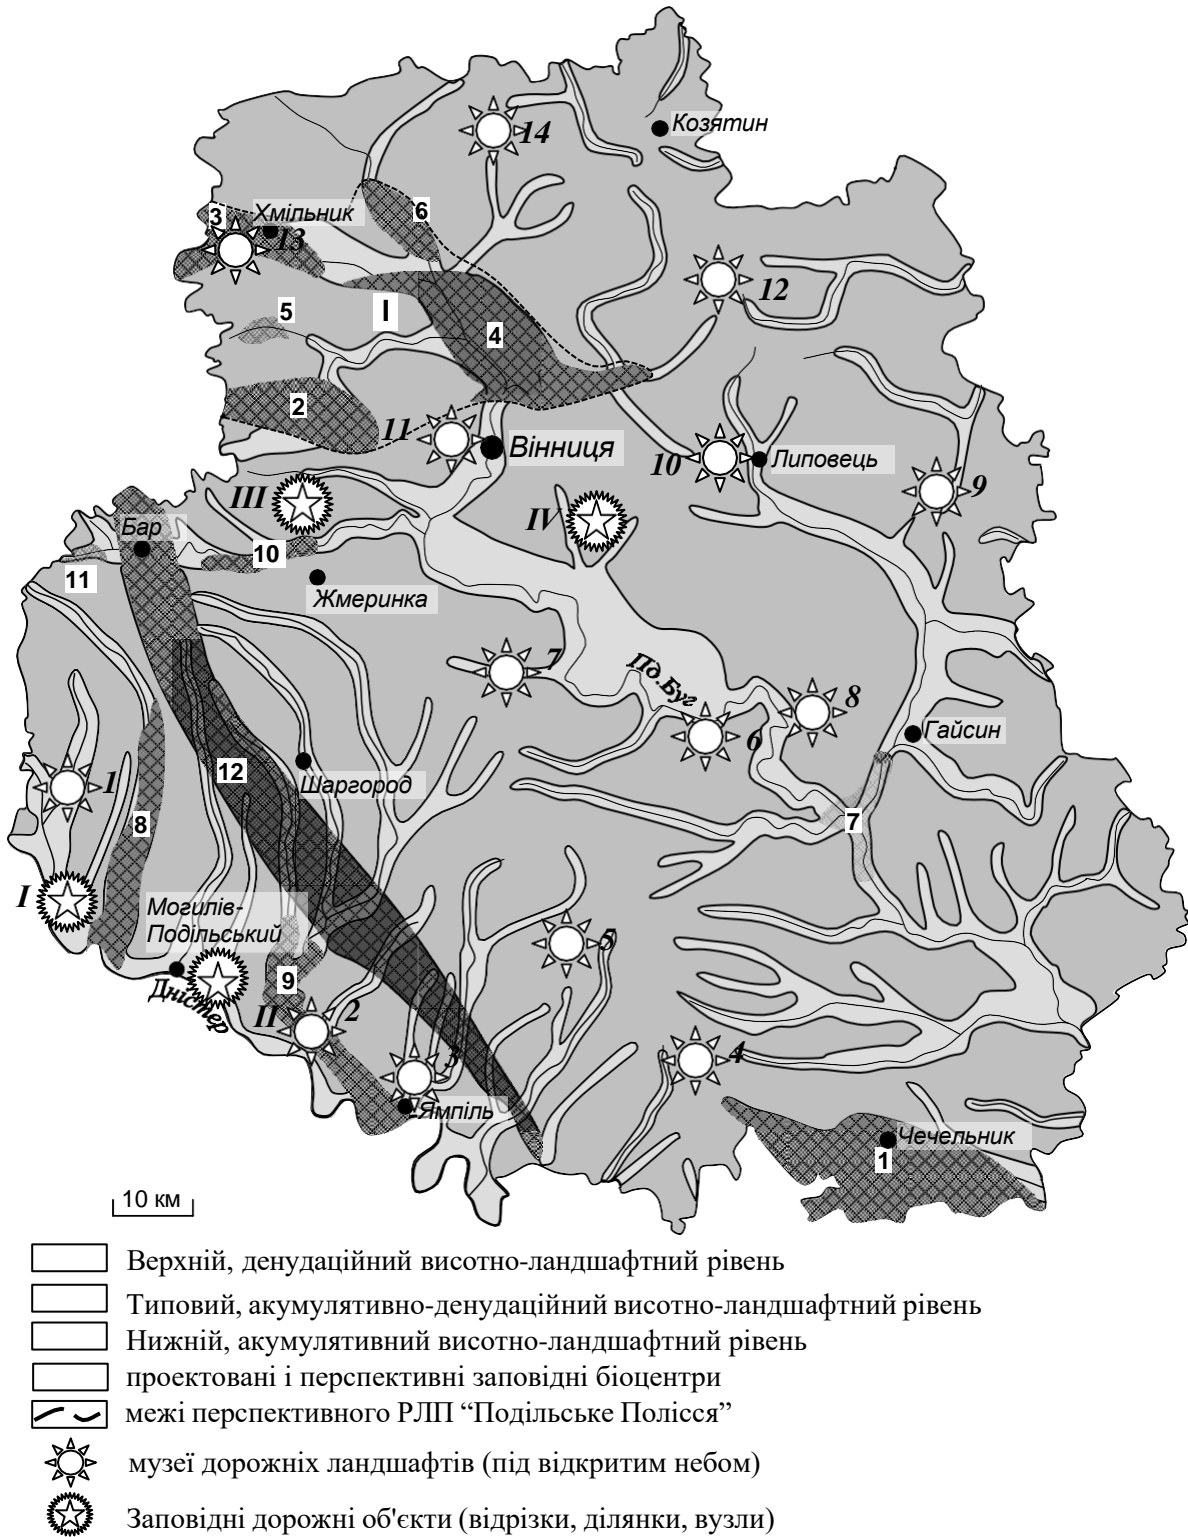 14
Козятин
3
Хмільник
6
13
12
5
I
4
2
11
Вінниця
10
Липовець
9
III
IV
Бар
10
11
Жмеринка
7
Пд.Буг
8
6
Гайсин
1
12
Шаргород
8
7
I
Могилів-
Подільський
5
9
Дністер
II
2
3
4
Ямпіль
Чечельник
1
10 км
Верхній, денудаційний висотно-ландшафтний рівень
Типовий, акумулятивно-денудаційний висотно-ландшафтний рівень
Нижній, акумулятивний висотно-ландшафтний рівень
проектовані і перспективні заповідні біоцентри
межі перспективного РЛП “Подільське Полісся”
музеї дорожніх ландшафтів (під відкритим небом)
Заповідні дорожні об'єкти (відрізки, ділянки, вузли)